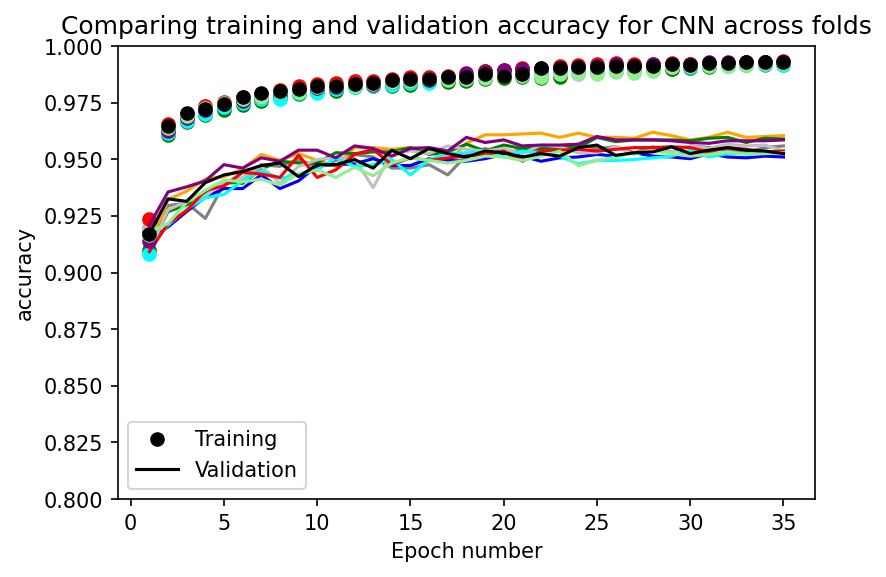 Comparing training and validation accuracy for CNN across folds
1.000
0.975
0.950
0.925
0.900
0.875
0.850
0.825
0.800
accuracy
Training
Validation
0 5 10 15 20 25 30 35
Epoch number